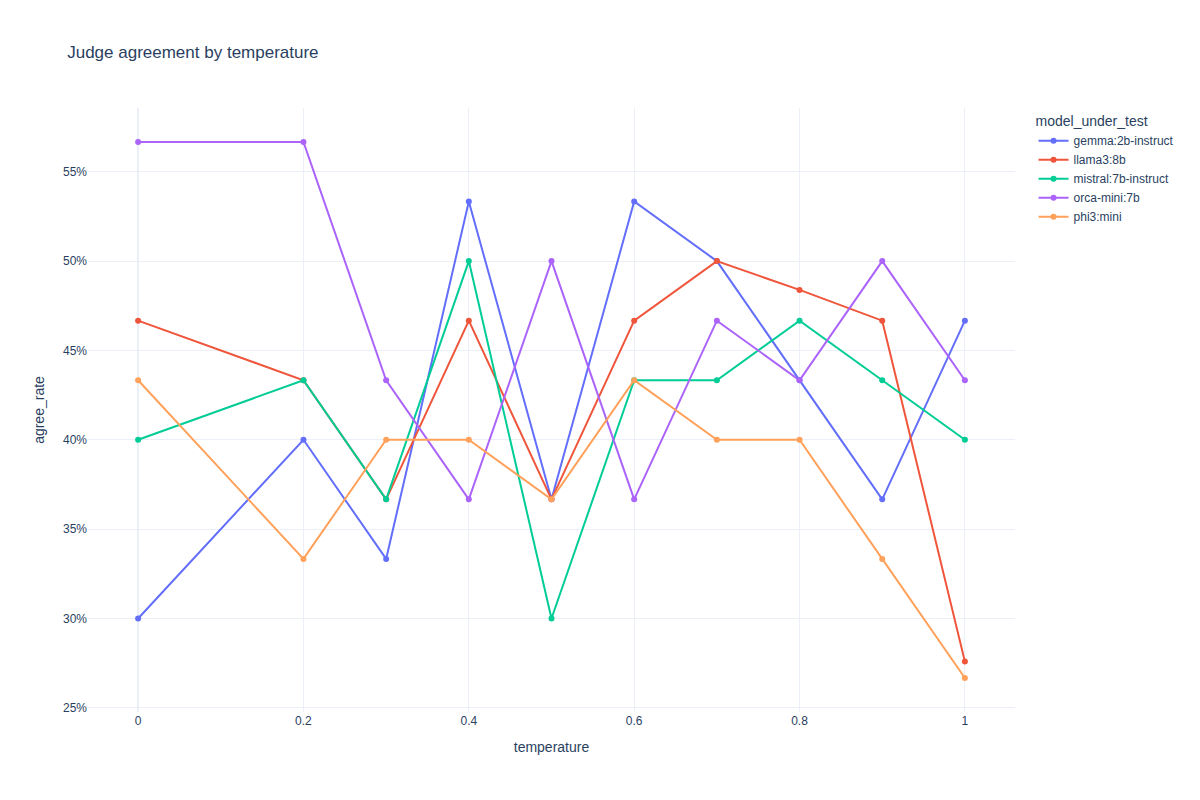 Judge agreement by temperature
model_under_test
gemma:2b-instruct
llama3:8b
mistral:7b-instruct
orca-mini:7b
phi3:mini
55%
50%
45%
40%
35%
30%
25%
agree_rate
0
0.2
0.4
0.6
0.8
1
temperature